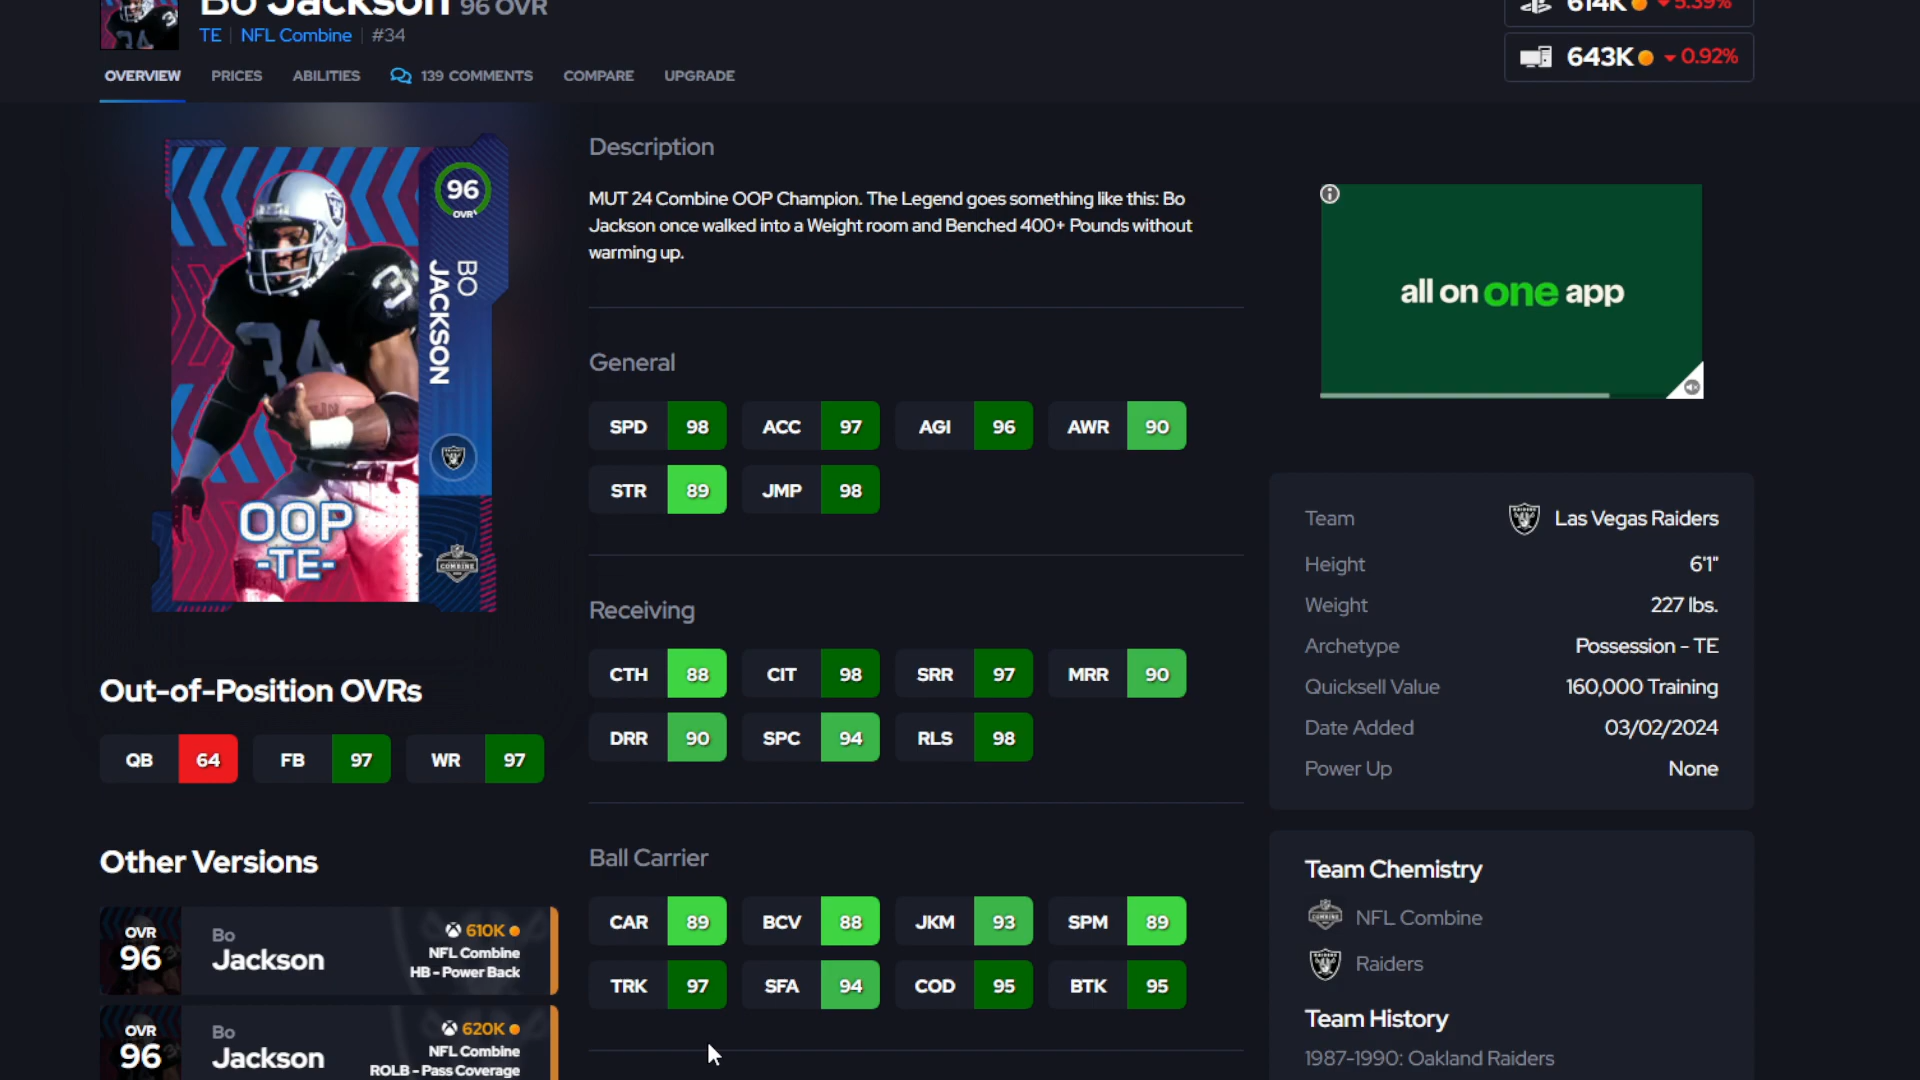 Bo Jackson 96 OVR
TE | NFL Combine | #34
614K 5.39%
643K 0.92%
OVERVIEW PRICES ABILITIES 139 COMMENTS COMPARE UPGRADE
96
OVR
BO
JACKSON
34
OOP
-TE-
COMBINE
Out-of-Position OVRs
QB 64 FB 97 WR 97
Other Versions
OVR
96
Bo
Jackson
610K
NFL Combine
HB - Power Back
OVR
96
Bo
Jackson
620K
NFL Combine
ROLB - Pass Coverage
Description
MUT 24 Combine OOP Champion. The Legend goes something like this: Bo
Jackson once walked into a Weight room and Benched 400+ Pounds without
warming up.
General
SPD 98 ACC 97 AGI 96 AWR 90
STR 89 JMP 98
Receiving
CTH 88 CIT 98 SRR 97 MRR 90
DRR 90 SPC 94 RLS 98
Ball Carrier
CAR 89 BCV 88 JKM 93 SPM 89
TRK 97 SFA 94 COD 95 BTK 95
all on one app
Team Las Vegas Raiders
Height 6'1"
Weight 227 lbs.
Archetype Possession - TE
Quicksell Value 160,000 Training
Date Added 03/02/2024
Power Up None
Team Chemistry
NFL Combine
Raiders
Team History
1987-1990: Oakland Raiders